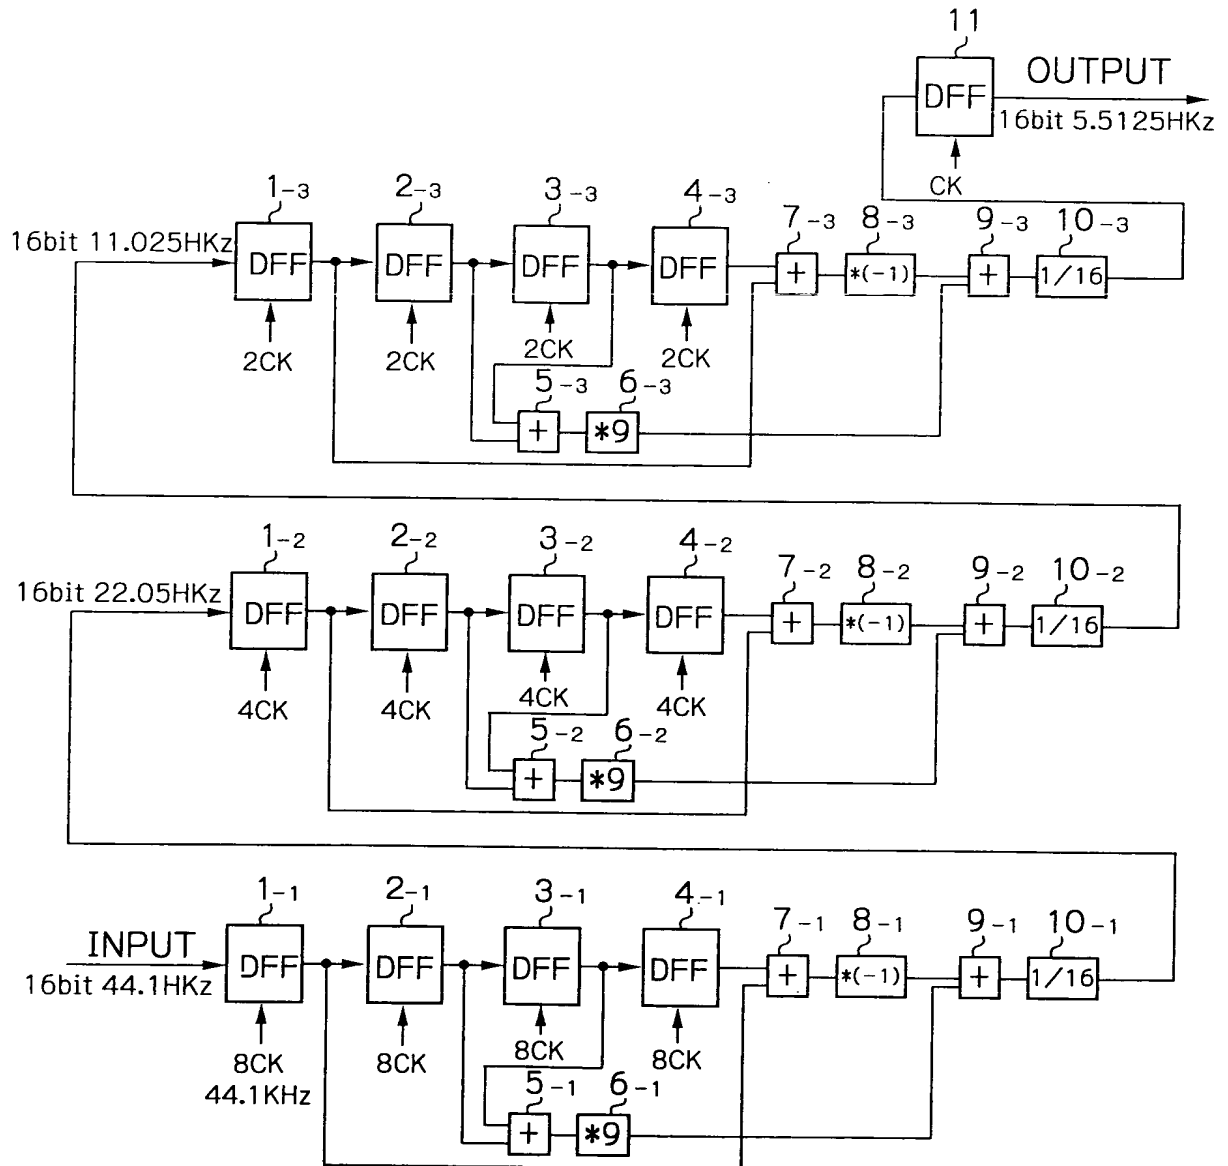 11
DFF
OUTPUT
16bit 5.5125HKz
CK
1-3
2-3
3-3
4-3
7-3
8-3
9-3
10-3
16bit 11.025HKz
DFF
DFF
DFF
DFF
+
*(-1)
+
1/16
2CK
2CK
2CK
2CK
5-3
6-3
+
*9
1-2
2-2
3-2
4-2
7-2
8-2
9-2
10-2
16bit 22.05HKz
DFF
DFF
DFF
DFF
+
*(-1)
+
1/16
4CK
4CK
4CK
4CK
5-2
6-2
+
*9
1-1
2-1
3-1
4-1
7-1
8-1
9-1
10-1
INPUT
16bit 44.1HKz
DFF
DFF
DFF
DFF
+
*(-1)
+
1/16
8CK
44.1KHz
8CK
8CK
8CK
5-1
6-1
+
*9